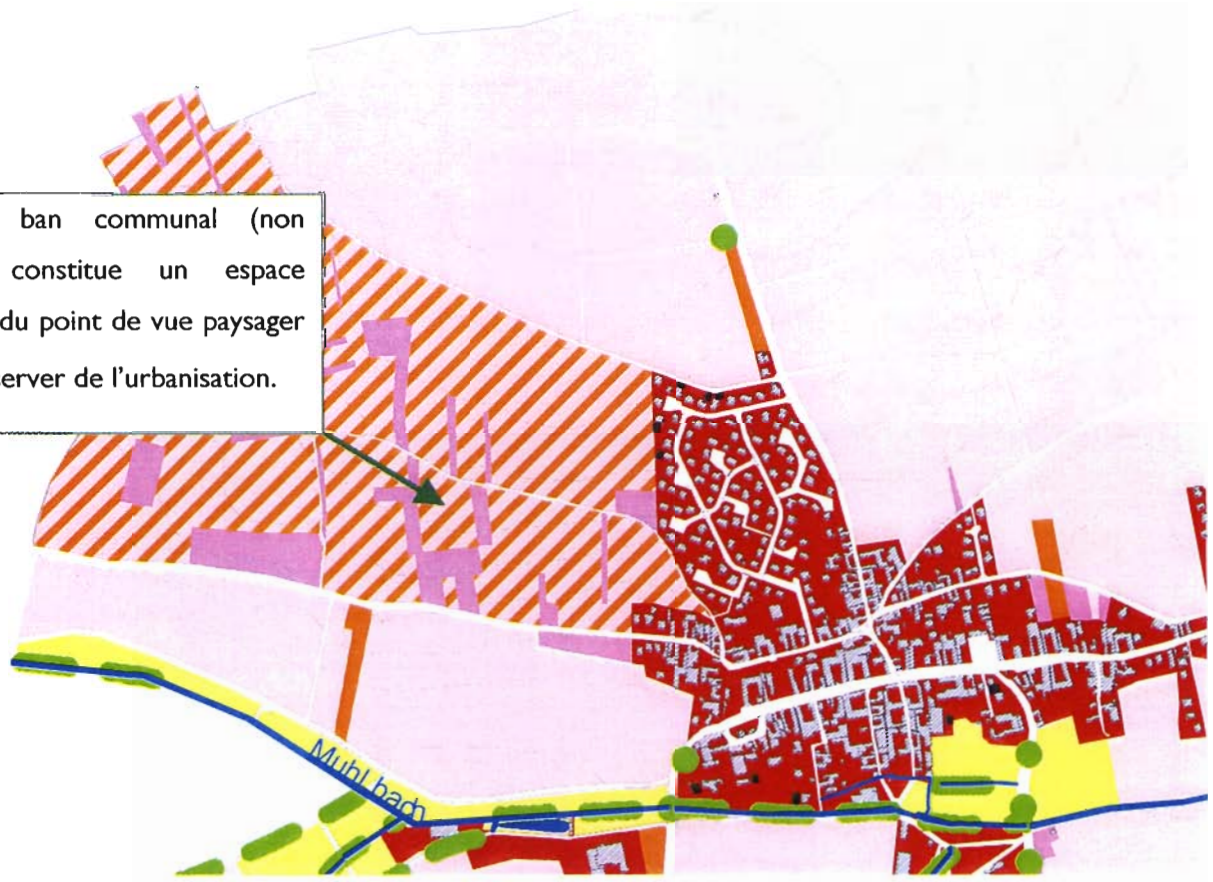 ban communal (non
constitue un espace
du point de vue paysager
erver de l'urbanisation.
Muhlbach